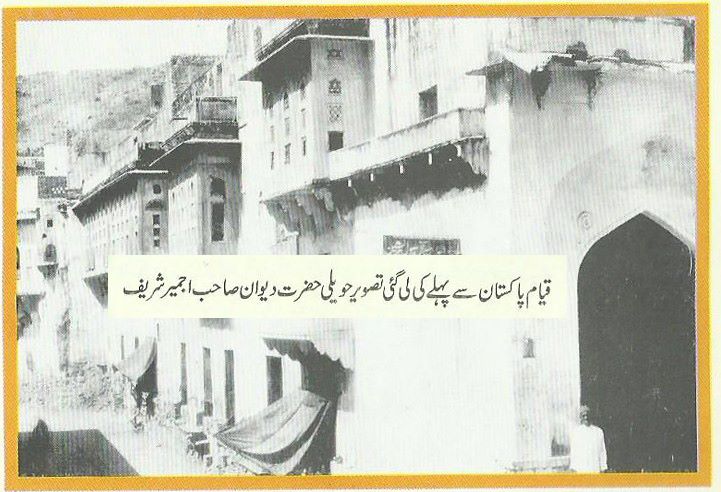 قیام پاکستان سے پہلے کی لی گئی تصویر حویلی حضرت دیوان صاحب اجمیر شریف